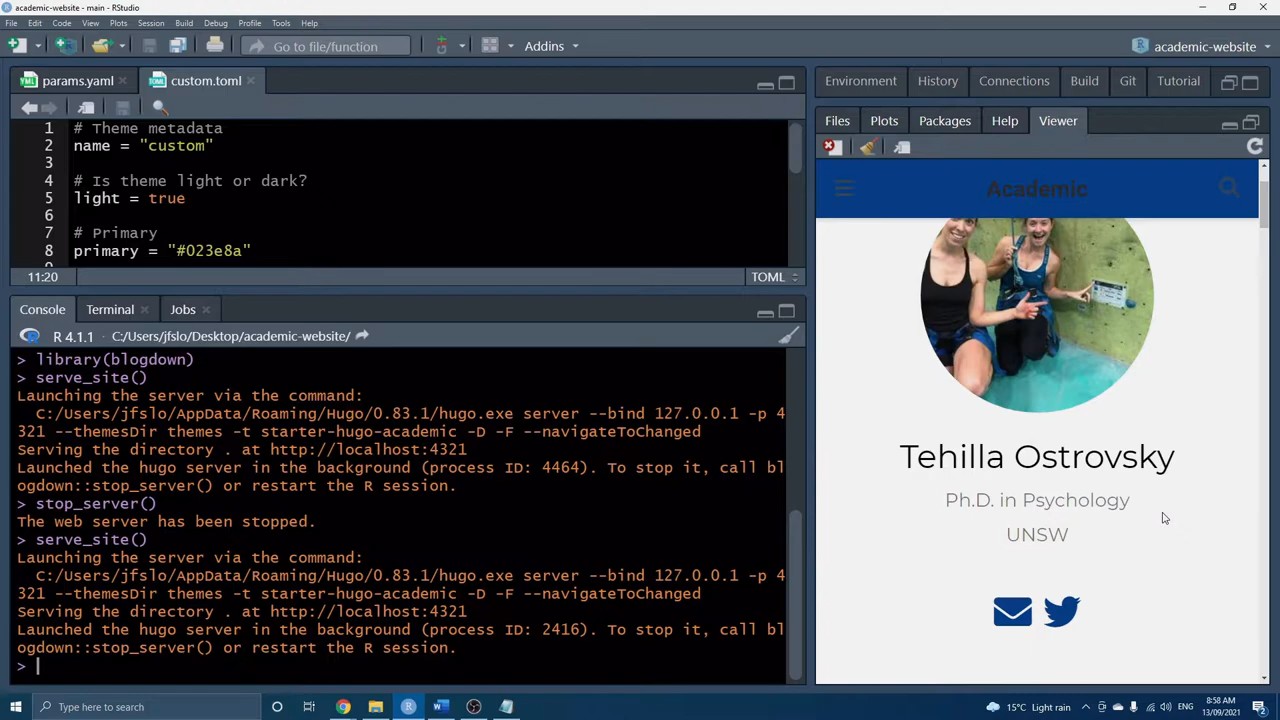 academic-website - main - RStudio
File Edit Code View Plots Session Build Debug Profile Tools Help
Go to file/function Addins academic-website
params.yaml custom.toml
1 # Theme metadata
2 name = "custom"
3
4 # Is theme light or dark?
5 light = true
6
7 # Primary
8 primary = "#023e8a"
11:20 TOML
Console Terminal Jobs
R 4.1.1 C:/Users/jfslo/Desktop/academic-website/
> library(blogdown)
> serve_site()
Launching the server via the command:
C:/Users/jfslo/AppData/Roaming/Hugo/0.83.1/hugo.exe server --bind 127.0.0.1 -p 4
321 --themesDir themes -t starter-hugo-academic -D -F --navigateToChanged
Serving the directory . at http://localhost:4321
Launched the hugo server in the background (process ID: 4464). To stop it, call bl
ogdown::stop_server() or restart the R session.
> stop_server()
The web server has been stopped.
> serve_site()
Launching the server via the command:
C:/Users/jfslo/AppData/Roaming/Hugo/0.83.1/hugo.exe server --bind 127.0.0.1 -p 4
321 --themesDir themes -t starter-hugo-academic -D -F --navigateToChanged
Serving the directory . at http://localhost:4321
Launched the hugo server in the background (process ID: 2416). To stop it, call bl
ogdown::stop_server() or restart the R session.
>
Environment History Connections Build Git Tutorial
Files Plots Packages Help Viewer
Academic
Tehilla Ostrovsky
Ph.D. in Psychology
UNSW
Type here to search
15°C Light rain
8:58 AM
13/09/2021
2